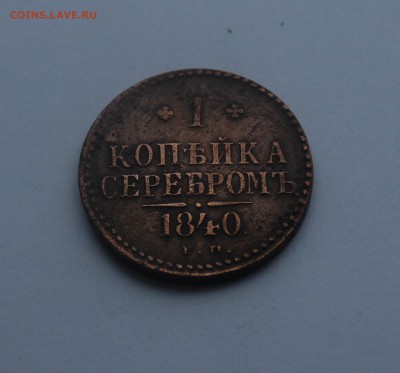 COINS.LAVE.RU
1
КОПѢЙКА
СЕРЕБРОМЪ
1840.